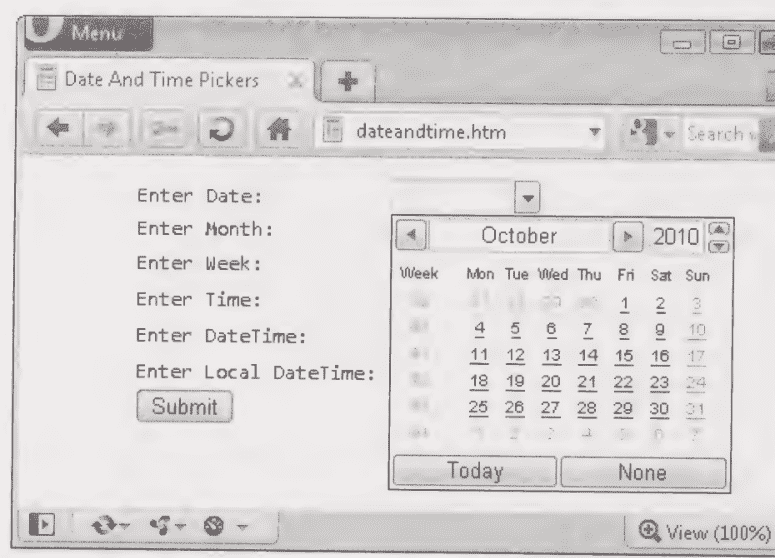 Menu
Date And Time Pickers
dateandtime.htm Search
Enter Date:
Enter Month:
Enter Week:
Enter Time:
Enter DateTime:
Enter Local DateTime:
Submit
October 2010
Week Mon Tue Wed Thu Fri Sat Sun
1 2 3
4 5 6 7 8 9 10
11 12 13 14 15 16 17
18 19 20 21 22 23 24
25 26 27 28 29 30 31
Today None
View (100%)